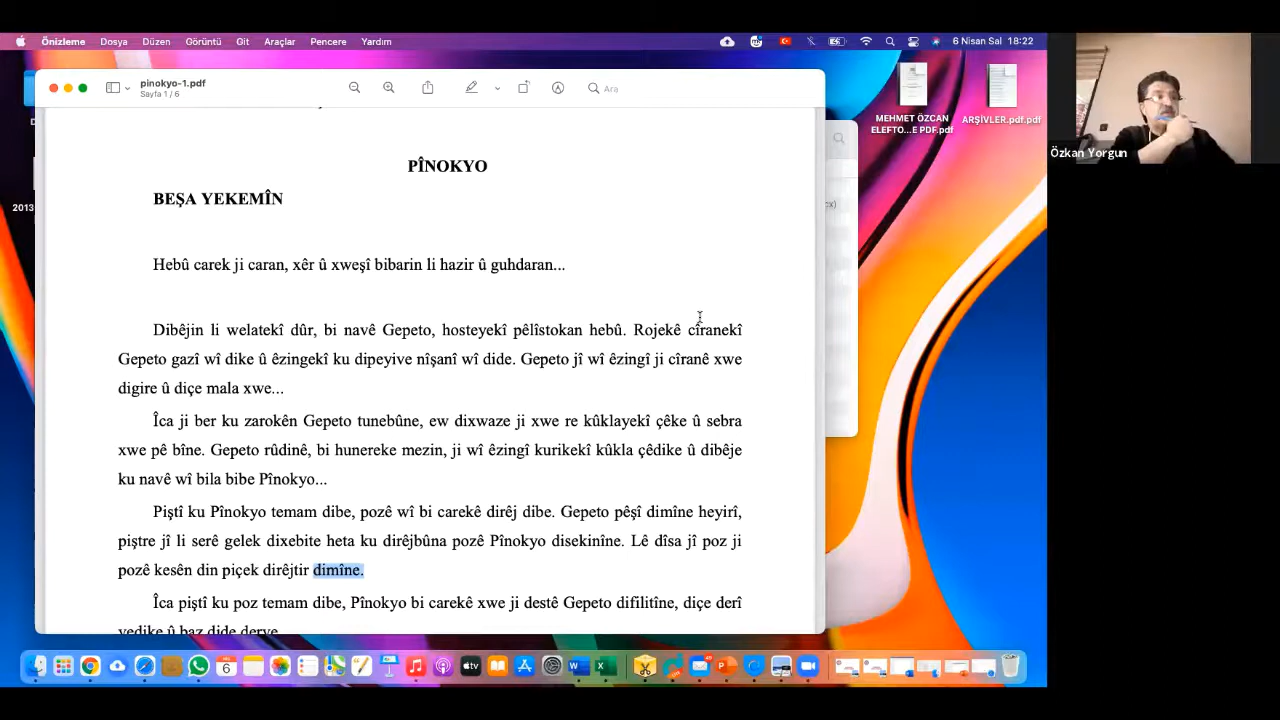 Önizleme Dosya Düzen Görüntü Git Araçlar Pencere Yardım 6 Nisan Sal 18:22
pinokyo-1.pdf
Sayfa 1 / 6
Ara
MEHMET ÖZCAN
ELEFTO...E PDF.pdf
ARŞİVLER.pdf.pdf
Özkan Yorgun
2013
PÎNOKYO
BEŞA YEKEMÎN
Hebû carek ji caran, xêr û xweşî bibarin li hazir û guhdaran...
Dibêjin li welatekî dûr, bi navê Gepeto, hosteyekî pêlîstokan hebû. Rojekê cîranekî
Gepeto gazî wî dike û êzingekî ku dipeyive nîşanî wî dide. Gepeto jî wî êzingî ji cîranê xwe
digire û diçe mala xwe...
Îca ji ber ku zarokên Gepeto tunebûne, ew dixwaze ji xwe re kûklayekî çêke û sebra
xwe pê bîne. Gepeto rûdinê, bi hunereke mezin, ji wî êzingî kurikekî kûkla çêdike û dibêje
ku navê wî bila bibe Pînokyo...
Piştî ku Pînokyo temam dibe, pozê wî bi carekê dirêj dibe. Gepeto pêşî dimîne heyirî,
piştre jî li serê gelek dixebite heta ku dirêjbûna pozê Pînokyo disekinîne. Lê dîsa jî poz ji
pozê kesên din piçek dirêjtir dimîne.
Îca piştî ku poz temam dibe, Pînokyo bi carekê xwe ji destê Gepeto difilitîne, diçe derî
vedike û baz dide derve